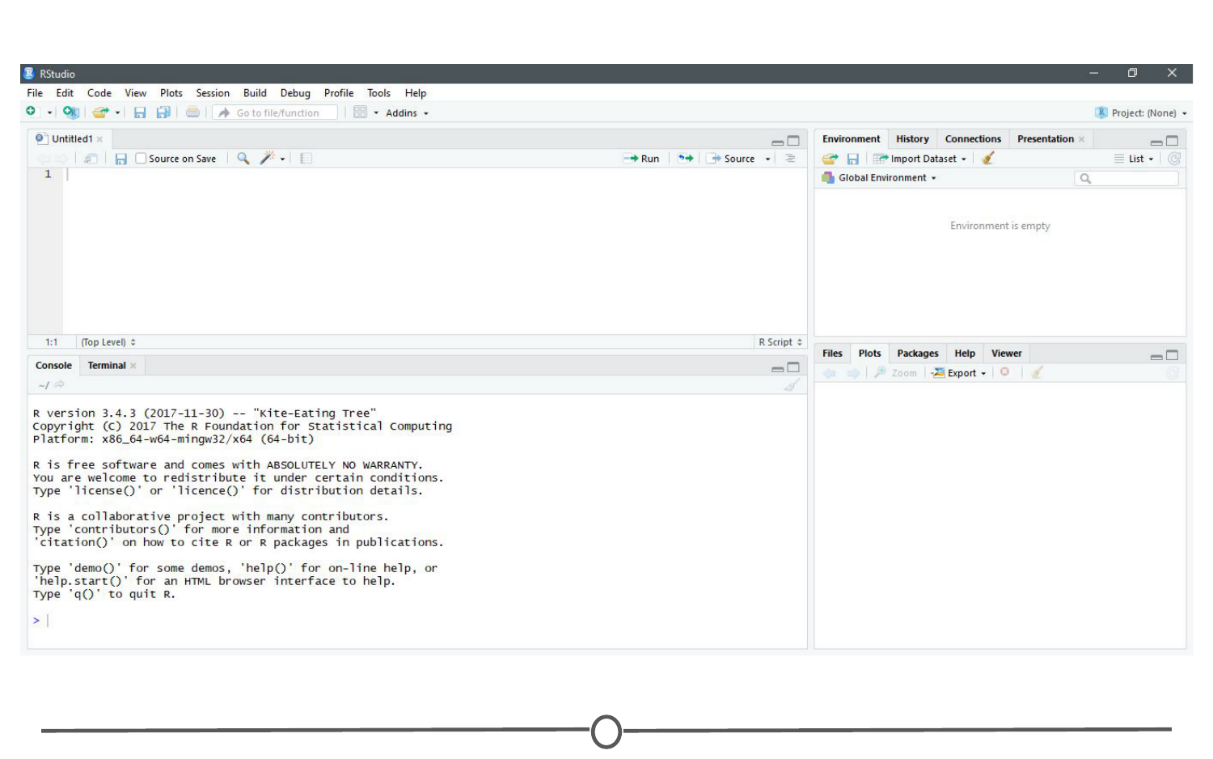 RStudio
File Edit Code View Plots Session Build Debug Profile Tools Help
Go to file/function Addins Project: (None)
Untitled1
Source on Save Run Source
1
1:1 (Top Level) R Script
Console Terminal
~/
R version 3.4.3 (2017-11-30) -- "Kite-Eating Tree"
Copyright (C) 2017 The R Foundation for Statistical Computing
Platform: x86_64-w64-mingw32/x64 (64-bit)
R is free software and comes with ABSOLUTELY NO WARRANTY.
You are welcome to redistribute it under certain conditions.
Type 'license()' or 'licence()' for distribution details.
R is a collaborative project with many contributors.
Type 'contributors()' for more information and
'citation()' on how to cite R or R packages in publications.
Type 'demo()' for some demos, 'help()' for on-line help, or
'help.start()' for an HTML browser interface to help.
Type 'q()' to quit R.
>
Environment History Connections Presentation
Import Dataset List
Global Environment
Environment is empty
Files Plots Packages Help Viewer
Zoom Export